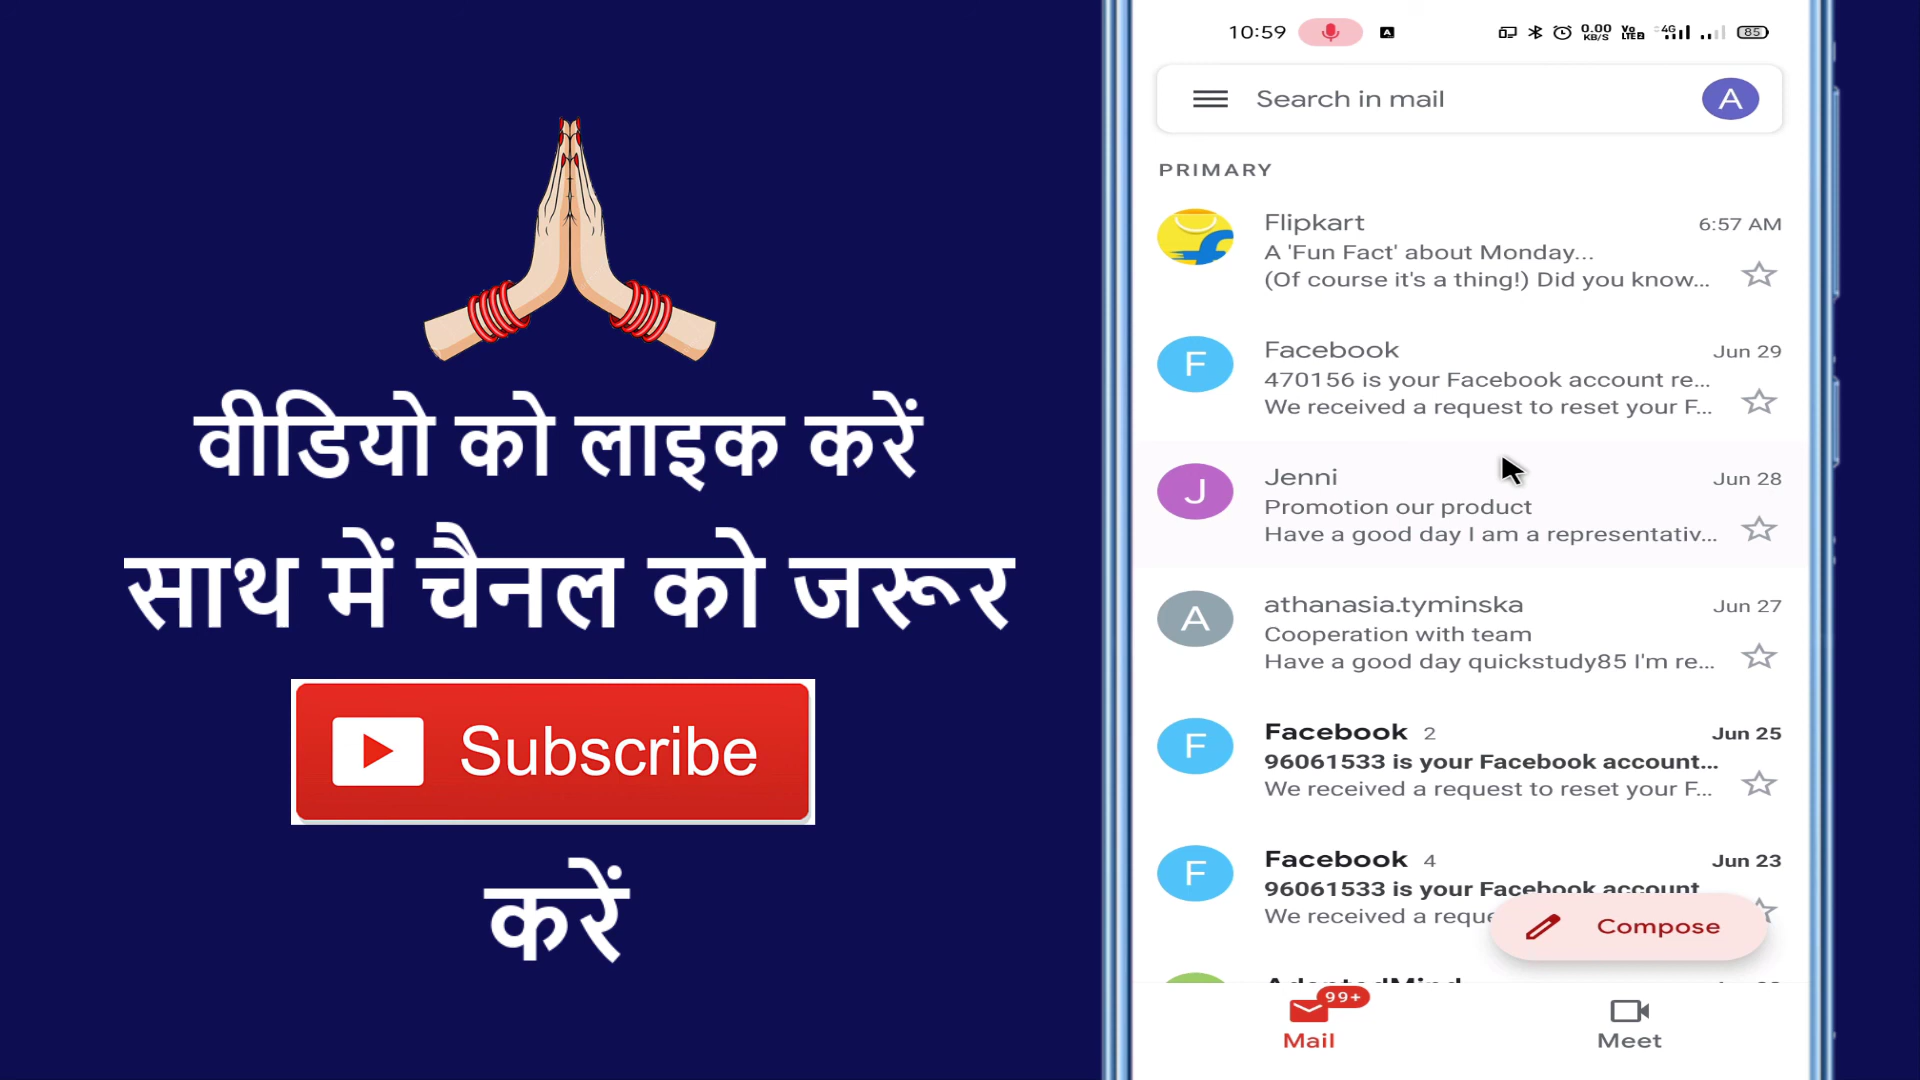 वीडियो को लाइक करें
साथ में चैनल को जरूर
Subscribe
करें
10:59
0.00 KB/S
4G
85
Search in mail
A
PRIMARY
Flipkart 6:57 AM
A 'Fun Fact' about Monday...
(Of course it's a thing!) Did you know...
F
Facebook Jun 29
470156 is your Facebook account re...
We received a request to reset your F...
J
Jenni Jun 28
Promotion our product
Have a good day I am a representativ...
A
athanasia.tyminska Jun 27
Cooperation with team
Have a good day quickstudy85 I'm re...
F
Facebook 2 Jun 25
96061533 is your Facebook account...
We received a request to reset your F...
F
Facebook 4 Jun 23
96061533 is your Facebook account
We received a reque
Compose
99+
Mail
Meet